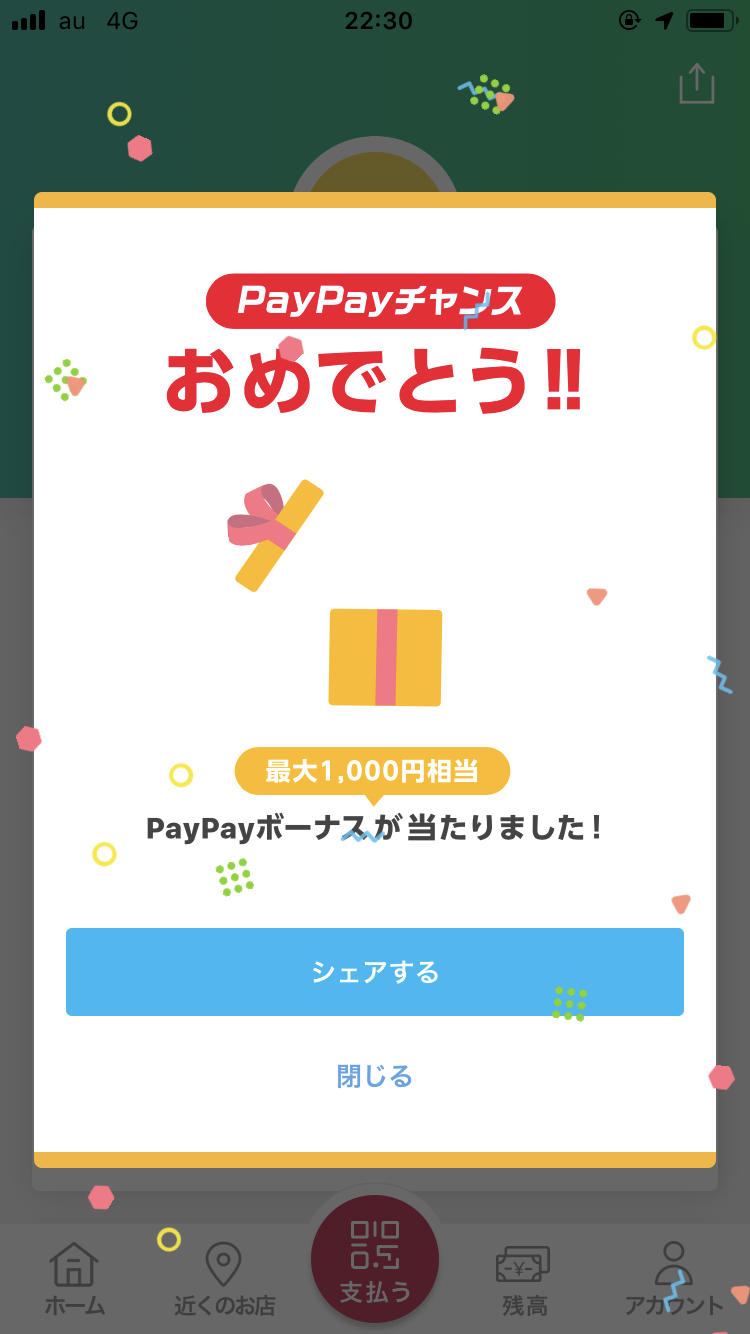 au 4G 22:30
PayPayチャンス
おめでとう!!
最大1,000円相当
PayPayボーナスが当たりました!
シェアする
閉じる
支払う
ホーム 近くのお店 残高 アカウント